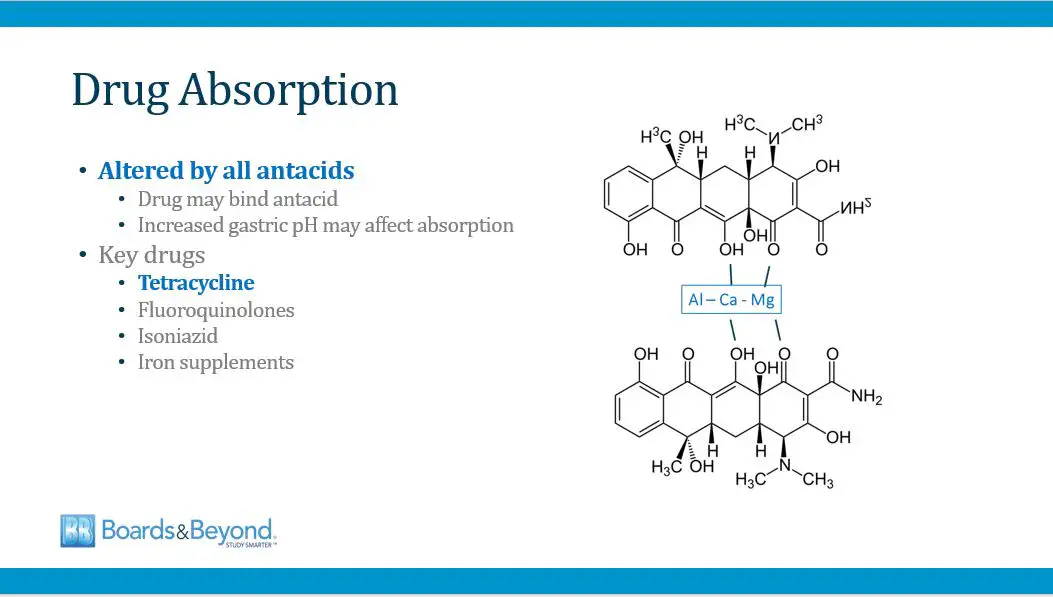 Drug Absorption
• Altered by all antacids
• Drug may bind antacid
• Increased gastric pH may affect absorption
• Key drugs
• Tetracycline
• Fluoroquinolones
• Isoniazid
• Iron supplements
H3C CH3
N
H3C OH
H H
OH
NH2
OH
OH O OH O O
Al – Ca - Mg
OH O OH O O
OH
NH2
OH
H H
H3C OH
N
H3C CH3
BB Boards&Beyond.
STUDY SMARTER™